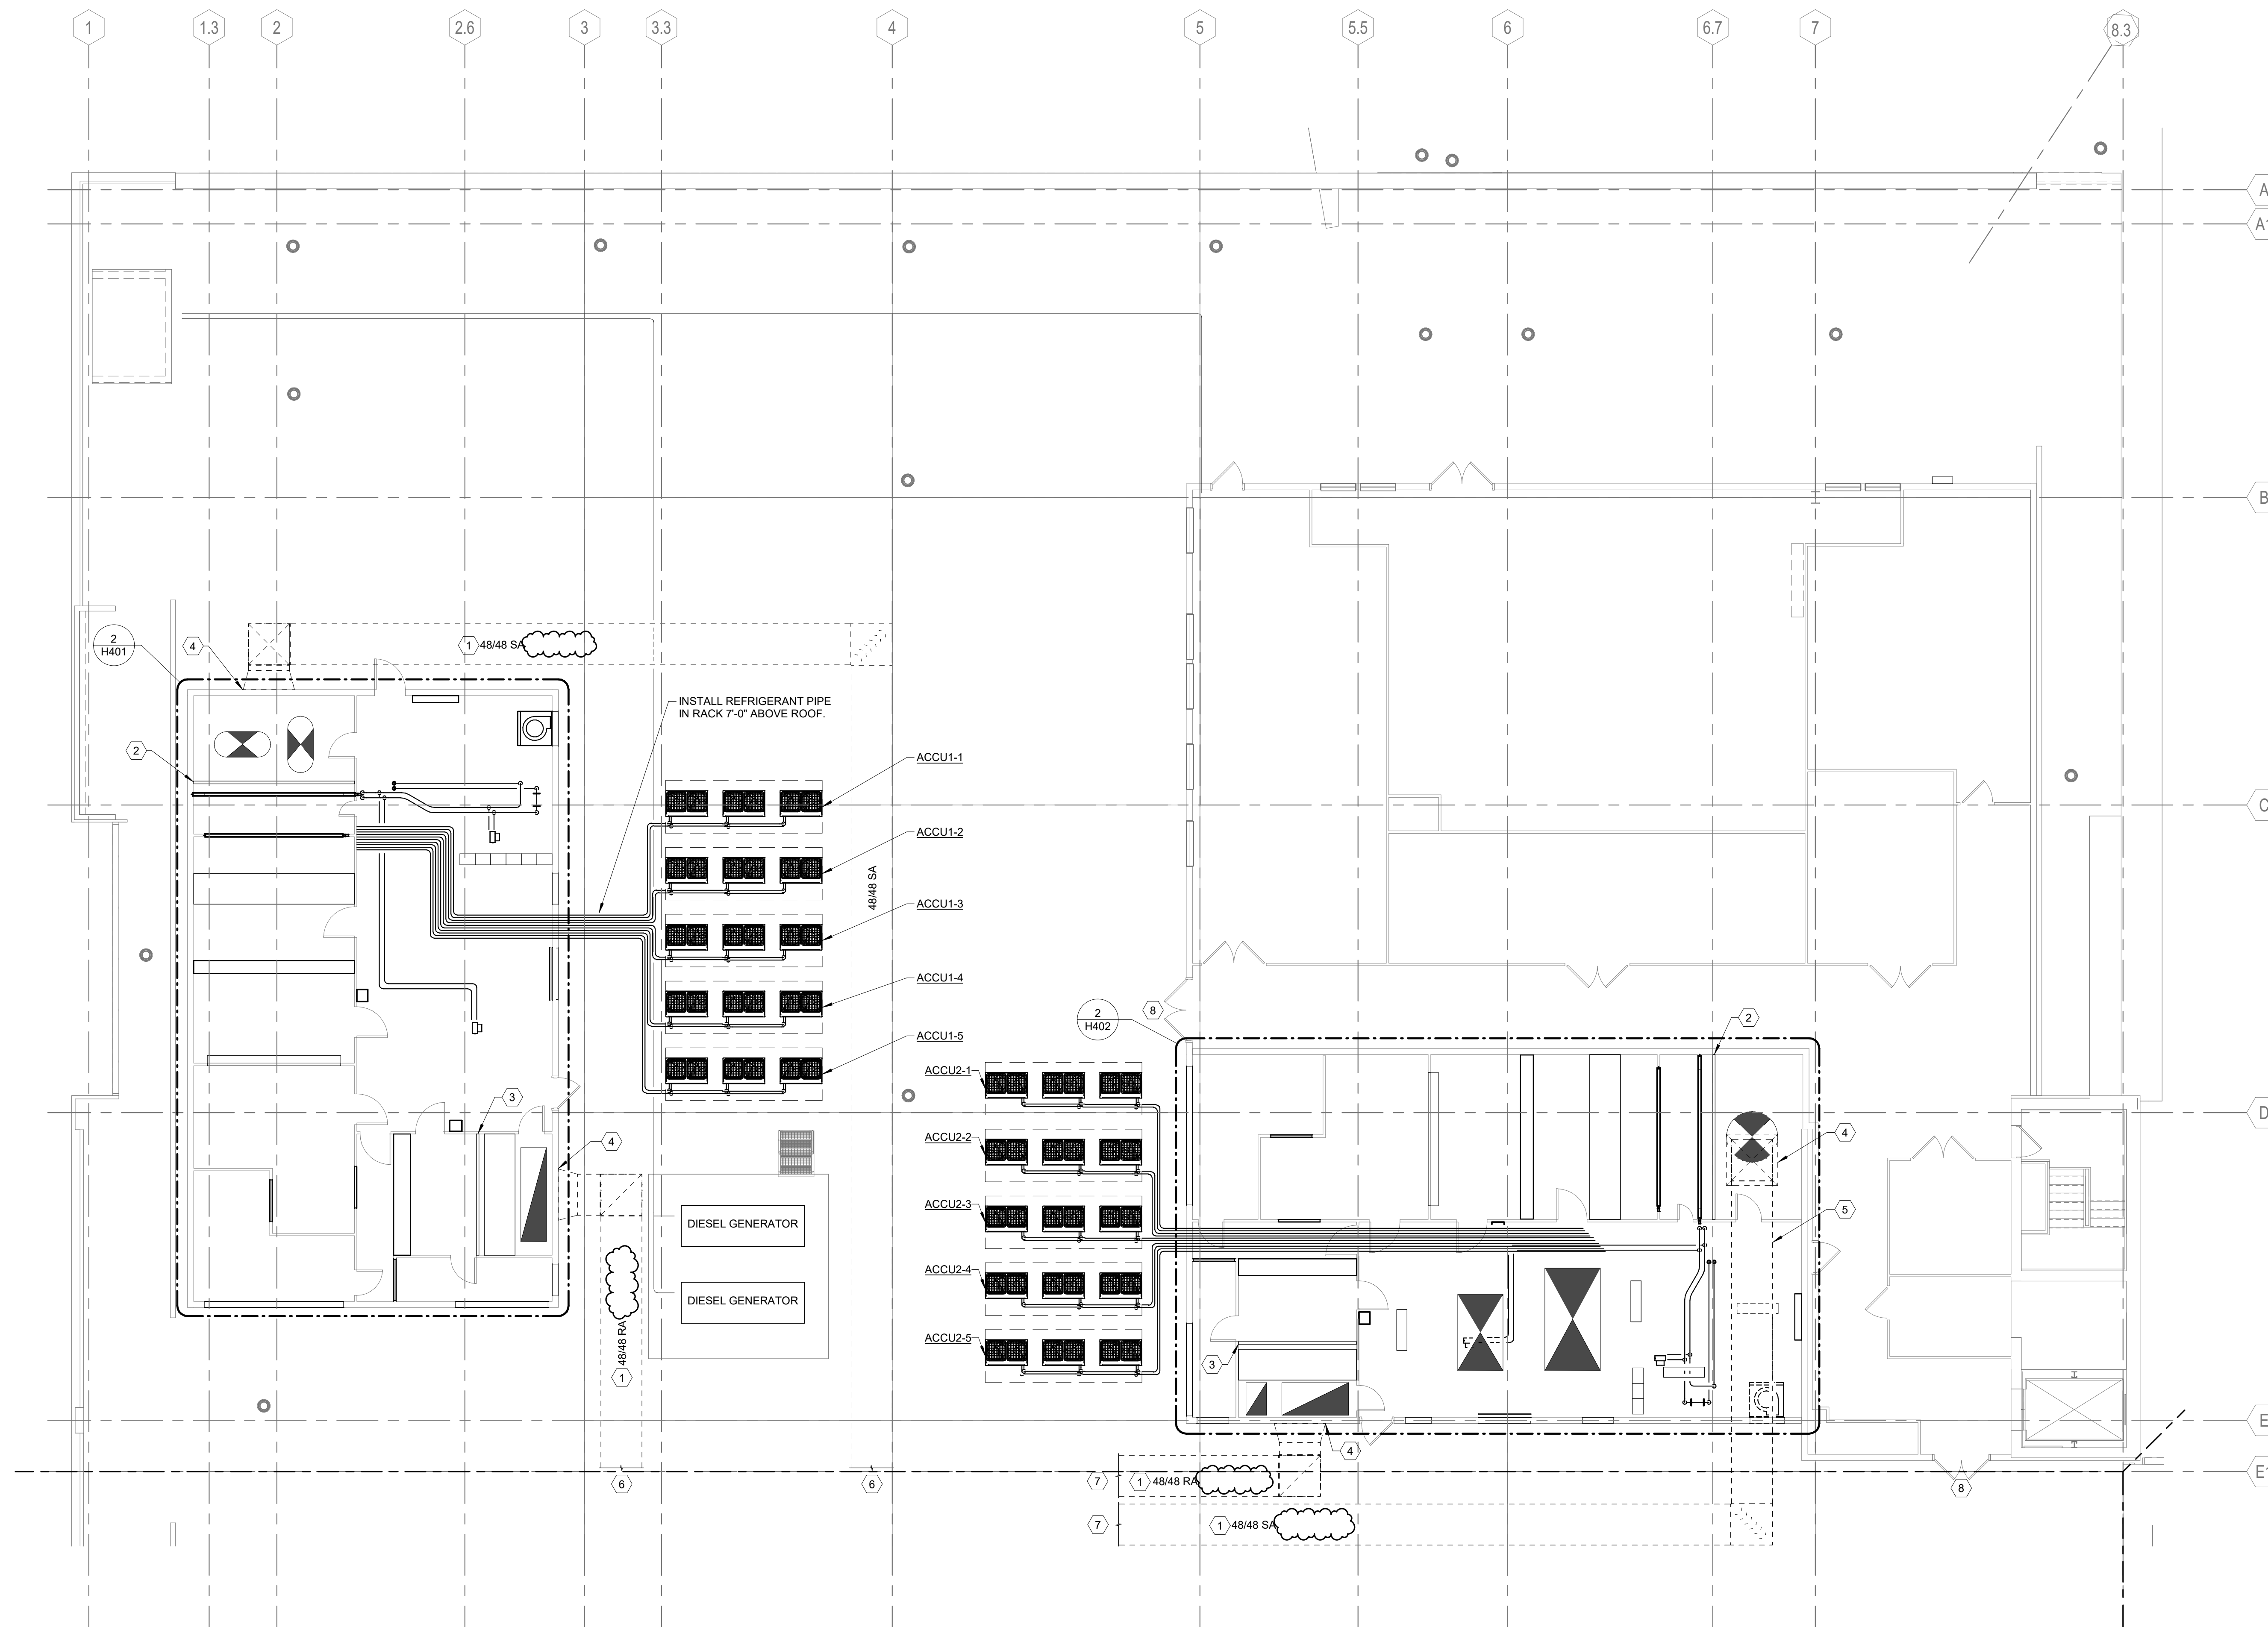 1
1.3
2
2.6
3
3.3
4
5
5.5
6
6.7
7
8.3
A
B
C
D
E
2
H401
4
1
48/48 SA
2
INSTALL REFRIGERANT PIPE
IN RACK 7'-0" ABOVE ROOF.
ACCU1-1
ACCU1-2
48/48 SA
ACCU1-3
ACCU1-4
ACCU1-5
3
4
DIESEL GENERATOR
DIESEL GENERATOR
48/48 RA
1
6
6
2
H402
8
2
ACCU2-1
ACCU2-2
ACCU2-3
ACCU2-4
ACCU2-5
4
5
3
4
7
1
48/48 RA
7
1
48/48 SA
8